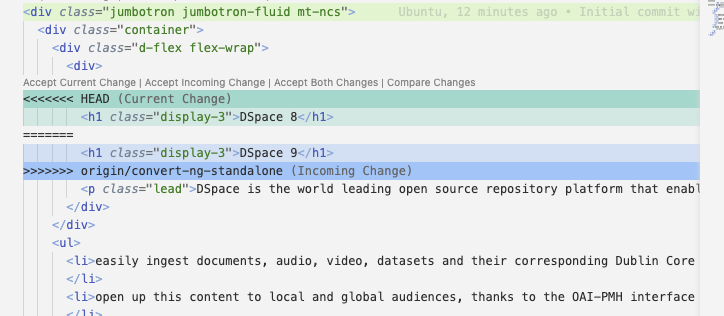 <div class="jumbotron jumbotron-fluid mt-ncs"> Ubuntu, 12 minutes ago • Initial commit wi
<div class="container">
<div class="d-flex flex-wrap">
<div>
Accept Current Change | Accept Incoming Change | Accept Both Changes | Compare Changes
<<<<<<< HEAD (Current Change)
<h1 class="display-3">DSpace 8</h1>
=======
<h1 class="display-3">DSpace 9</h1>
>>>>>>> origin/convert-ng-standalone (Incoming Change)
<p class="lead">DSpace is the world leading open source repository platform that enabl
</div>
</div>
<ul>
<li>easily ingest documents, audio, video, datasets and their corresponding Dublin Core
</li>
<li>open up this content to local and global audiences, thanks to the OAI-PMH interface
</li>